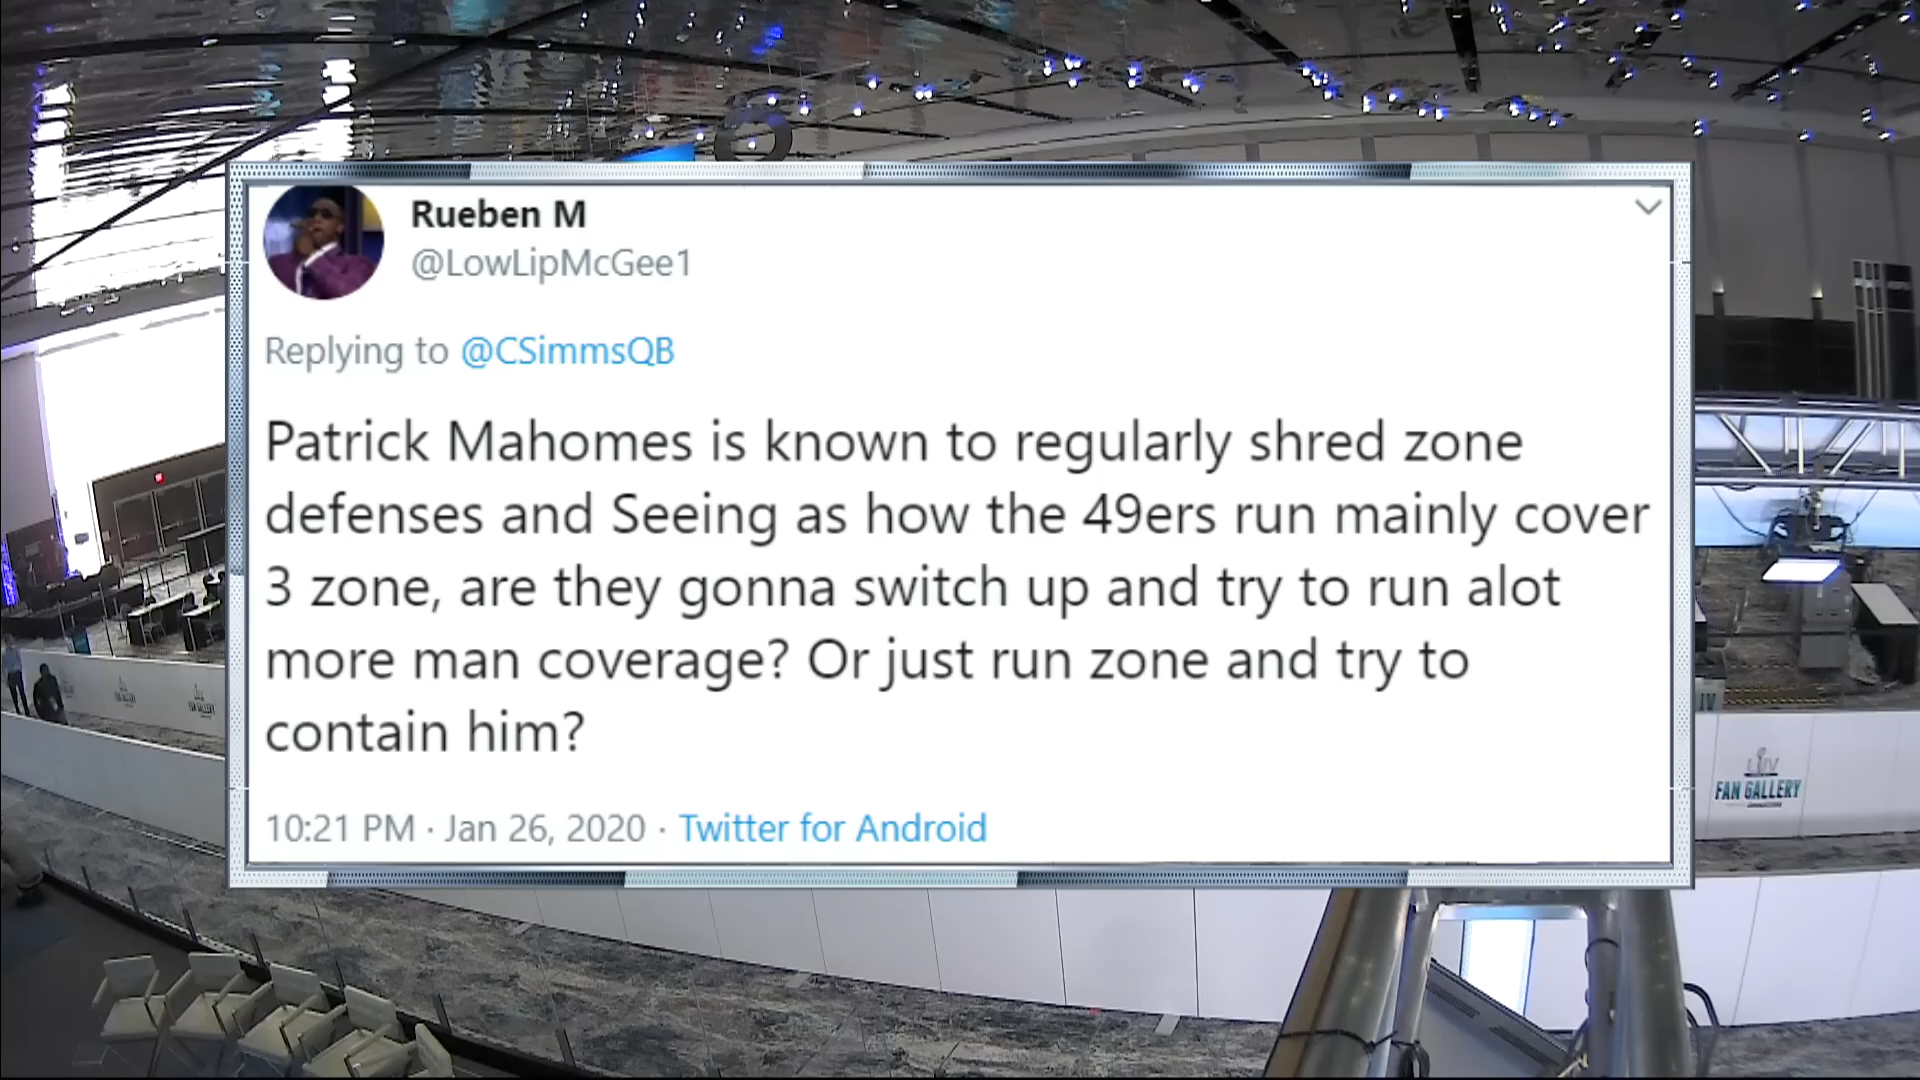 Rueben M
@LowLipMcGee1
Replying to @CSimmsQB
Patrick Mahomes is known to regularly shred zone
defenses and Seeing as how the 49ers run mainly cover
3 zone, are they gonna switch up and try to run alot
more man coverage? Or just run zone and try to
contain him?
10:21 PM · Jan 26, 2020 · Twitter for Android
LIV
FAN GALLERY